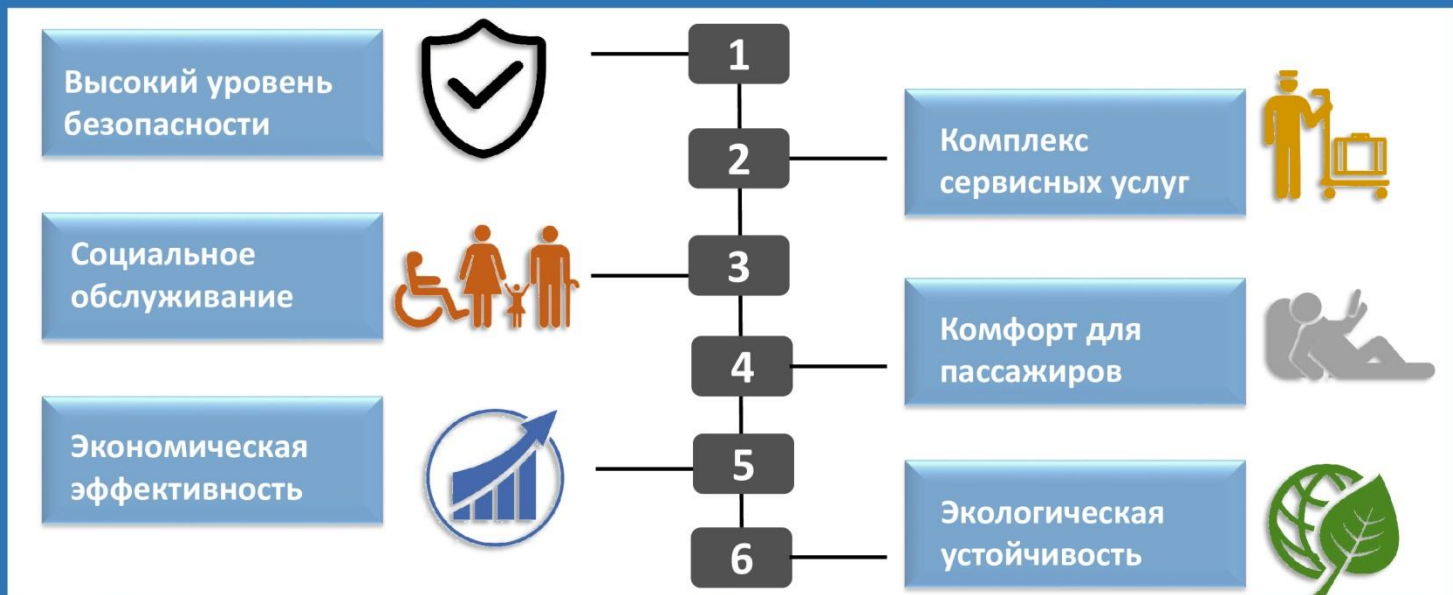 1
Высокий уровень
безопасности
2
Комплекс
сервисных услуг
3
Социальное
обслуживание
4
Комфорт для
пассажиров
5
Экономическая
эффективность
6
Экологическая
устойчивость